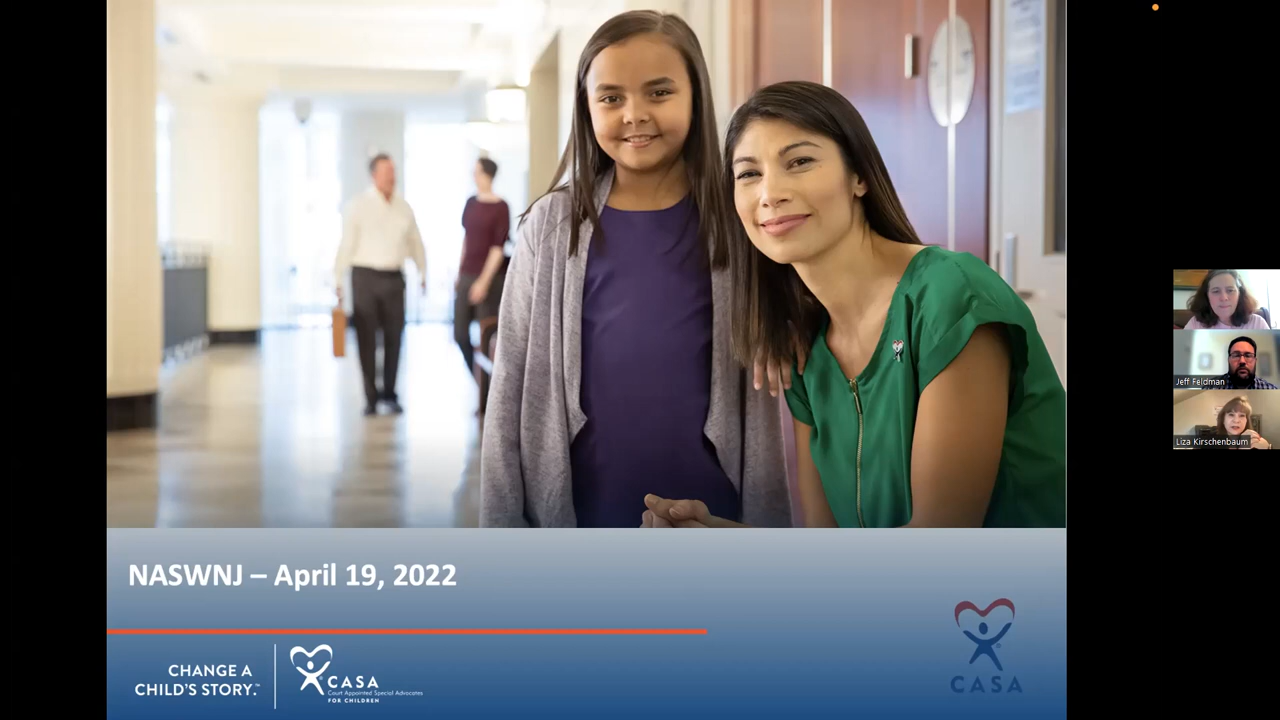 NASWNJ – April 19, 2022
CHANGE A
CHILD'S STORY.™
CASA
Court Appointed Special Advocates
FOR CHILDREN
CASA
Jeff Feldman
Liza Kirschenbaum